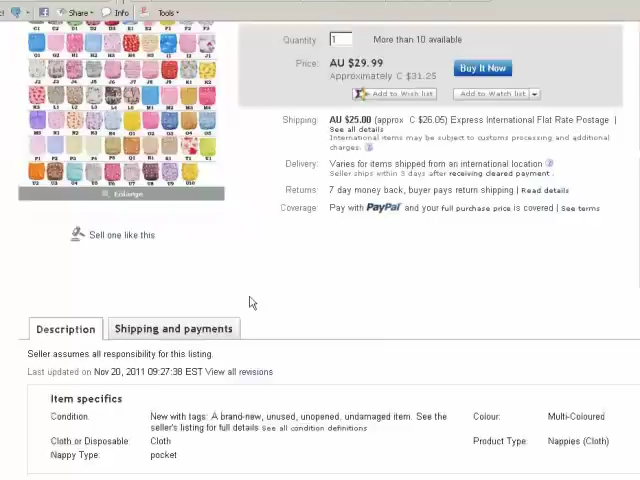 Share
Info
Tools
Quantity: 1 More than 10 available
Price: AU $29.99
Approximately C $31.25
Buy It Now
Add to Wish list
Add to Watch list
Shipping: AU $25.00 (approx C $26.05) Express International Flat Rate Postage |
See all details
International items may be subject to customs processing and additional
charges.
Delivery: Varies for items shipped from an international location
Seller ships within 3 days after receiving cleared payment.
Returns: 7 day money back, buyer pays return shipping | Read details
Coverage: Pay with PayPal and your full purchase price is covered | See terms
Enlarge
Sell one like this
Description
Shipping and payments
Seller assumes all responsibility for this listing.
Last updated on Nov 20, 2011 09:27:38 EST View all revisions
Item specifics
Condition: New with tags: A brand-new, unused, unopened, undamaged item. See the
seller's listing for full details See all condition definitions
Colour: Multi-Coloured
Cloth or Disposable: Cloth
Product Type: Nappies (Cloth)
Nappy Type: pocket